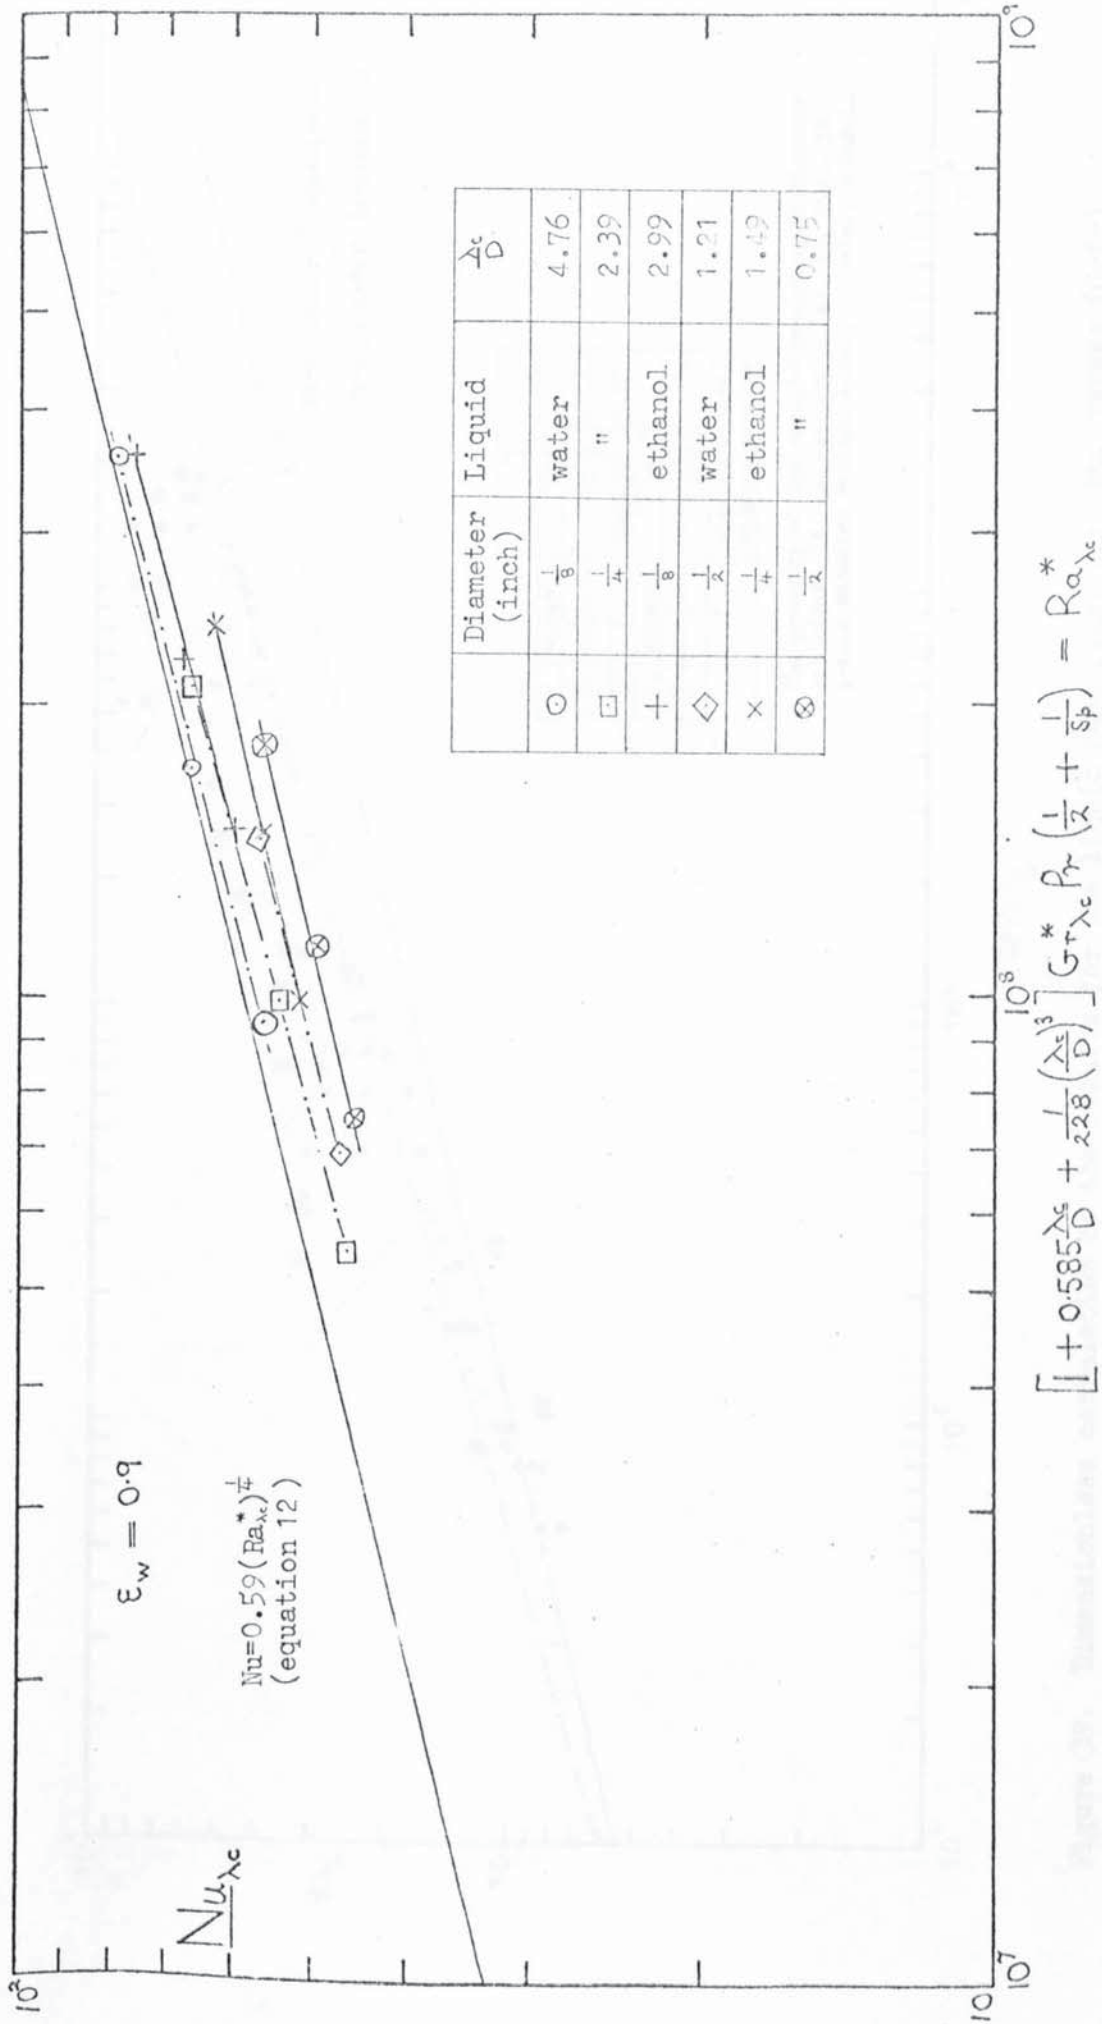 10²
Nu_λc
ε_w = 0·9
Nu=0.59(Ra*_λc)^¼
(equation 12)
Diameter (inch) Liquid λc/D
⊙ 1/8 water 4.76
⊡ 1/4 " 2.39
+ 1/8 ethanol 2.99
◇ 1/2 water 1.21
× 1/4 ethanol 1.49
⊗ 1/2 " 0.75
10
10⁷
10⁸
10⁹
[1 + 0·585 λc/D + 1/228 (λc/D)³] Gr*_λc Pr (1/2 + 1/Sp) = Ra*_λc